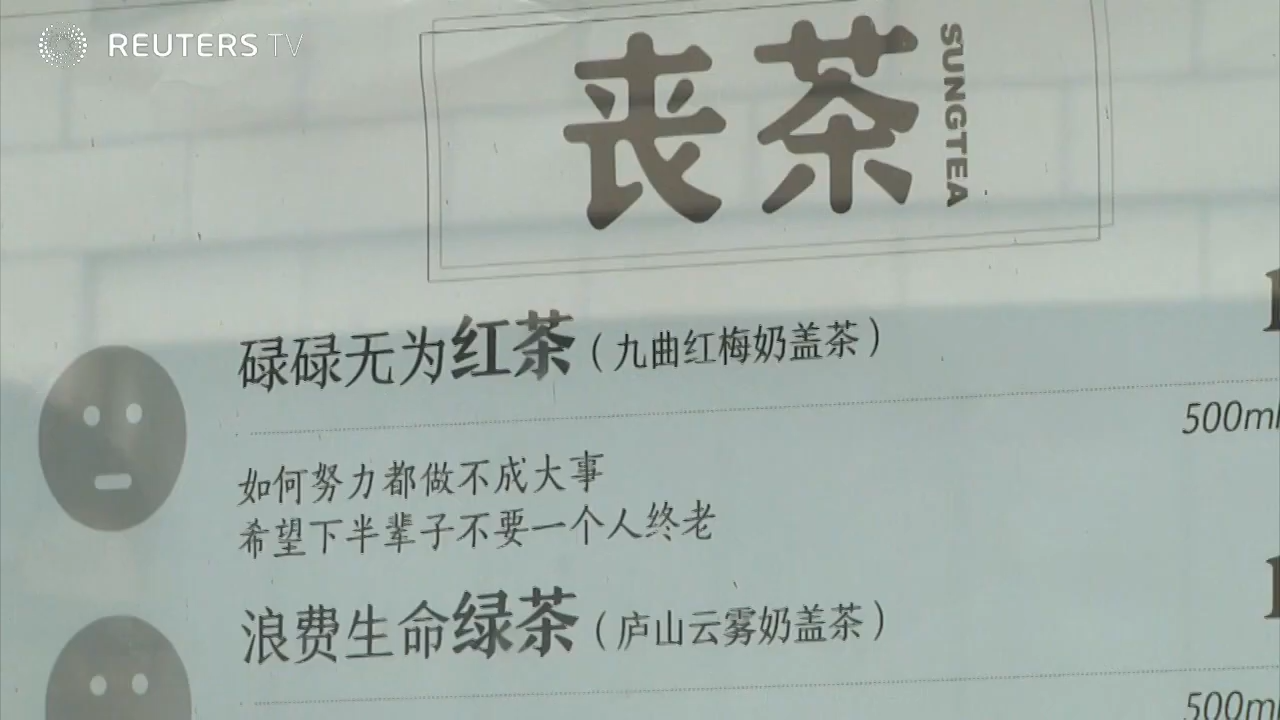 REUTERS TV
丧茶
SUNGTEA
碌碌无为红茶（九曲红梅奶盖茶）
500ml
如何努力都做不成大事
希望下半辈子不要一个人终老
浪费生命绿茶（庐山云雾奶盖茶）
500ml